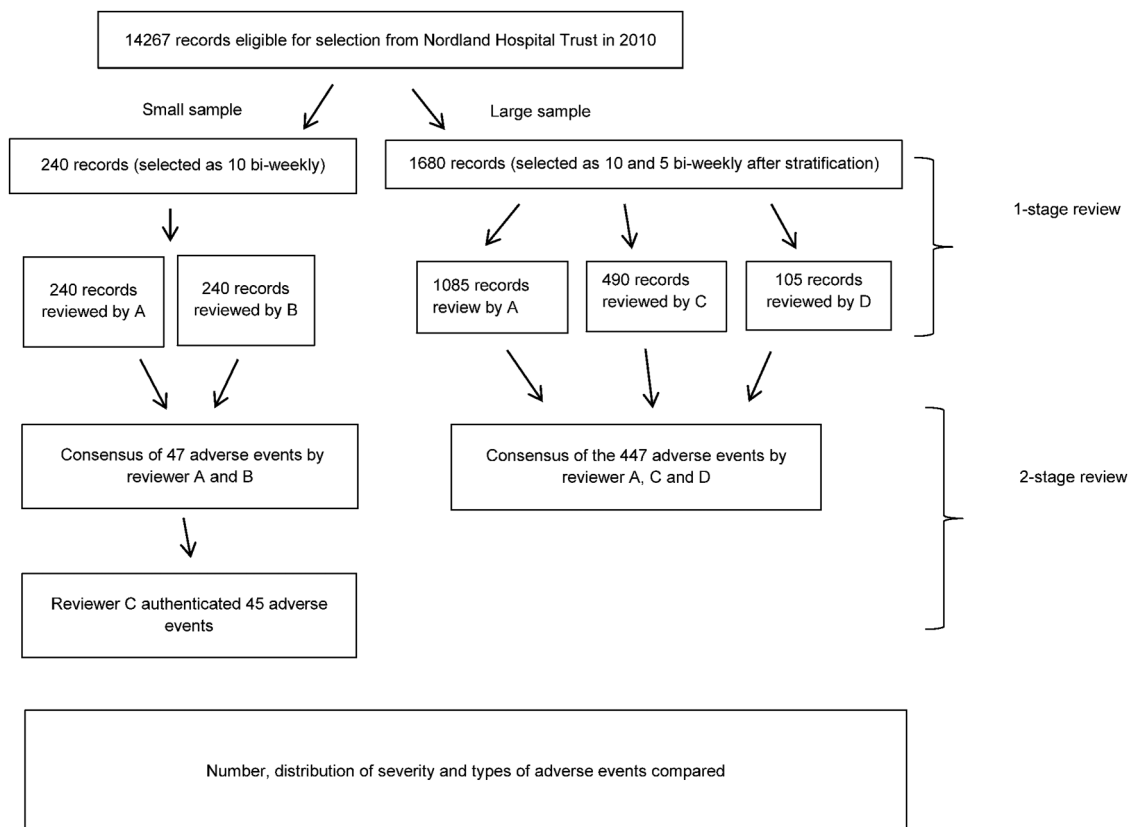 14267 records eligible for selection from Nordland Hospital Trust in 2010
Small sample
Large sample
240 records (selected as 10 bi-weekly)
1680 records (selected as 10 and 5 bi-weekly after stratification)
1-stage review
240 records
reviewed by A
240 records
reviewed by B
1085 records
review by A
490 records
reviewed by C
105 records
reviewed by D
Consensus of 47 adverse events by
reviewer A and B
Consensus of the 447 adverse events by
reviewer A, C and D
2-stage review
Reviewer C authenticated 45 adverse
events
Number, distribution of severity and types of adverse events compared